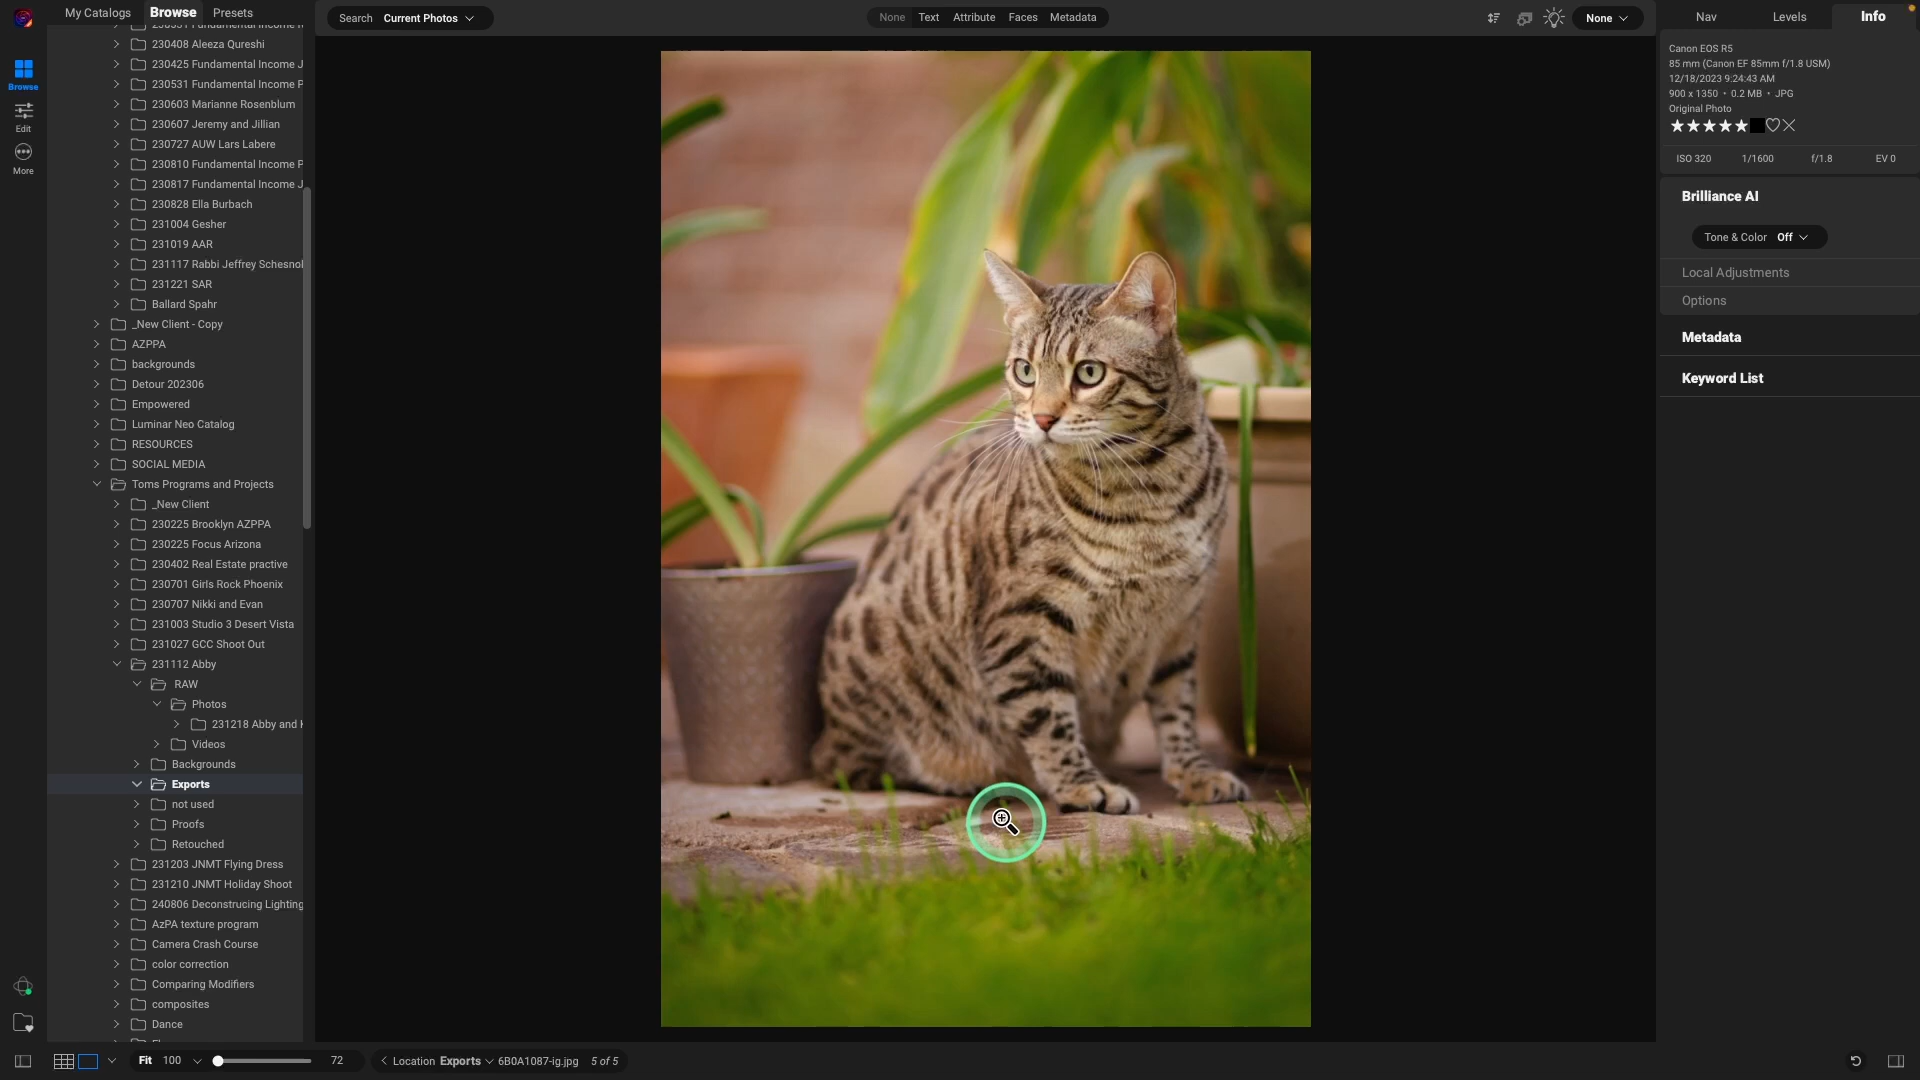 My Catalogs Browse Presets
Search Current Photos
None Text Attribute Faces Metadata
None
Nav Levels Info
Browse
Edit
More
230408 Aleeza Qureshi
230425 Fundamental Income J
230531 Fundamental Income P
230603 Marianne Rosenblum
230607 Jeremy and Jillian
230727 AUW Lars Labere
230810 Fundamental Income P
230817 Fundamental Income J
230828 Ella Burbach
231004 Gesher
231019 AAR
231117 Rabbi Jeffrey Schesnol
231221 SAR
Ballard Spahr
_New Client - Copy
AZPPA
backgrounds
Detour 202306
Empowered
Luminar Neo Catalog
RESOURCES
SOCIAL MEDIA
Toms Programs and Projects
_New Client
230225 Brooklyn AZPPA
230225 Focus Arizona
230402 Real Estate practive
230701 Girls Rock Phoenix
230707 Nikki and Evan
231003 Studio 3 Desert Vista
231027 GCC Shoot Out
231112 Abby
RAW
Photos
231218 Abby and
Videos
Backgrounds
Exports
not used
Proofs
Retouched
231203 JNMT Flying Dress
231210 JNMT Holiday Shoot
240806 Deconstrucing Lighting
AzPA texture program
Camera Crash Course
color correction
Comparing Modifiers
composites
Dance
Canon EOS R5
85 mm (Canon EF 85mm f/1.8 USM)
12/18/2023 9:24:43 AM
900 x 1350 • 0.2 MB • JPG
Original Photo
ISO 320 1/1600 f/1.8 EV 0
Brilliance AI
Tone & Color Off
Local Adjustments
Options
Metadata
Keyword List
Fit 100 72 Location Exports 6B0A1087-ig.jpg 5 of 5